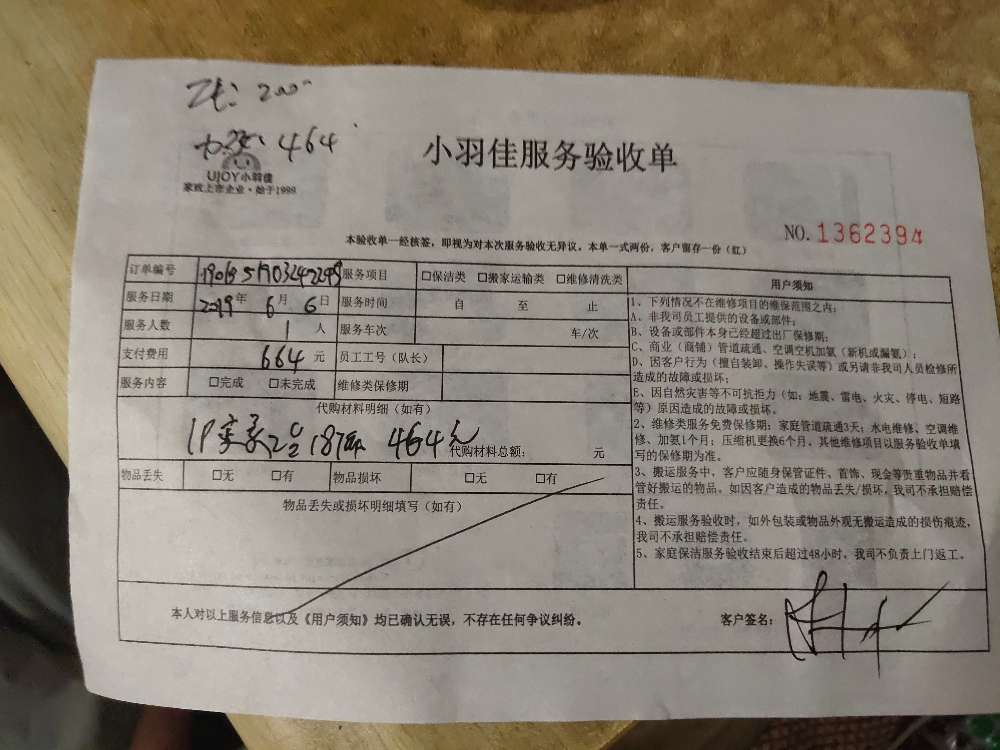 200
464
小羽佳服务验收单
UJOY小羽佳
家政上市企业·始于1998
NO.1362394
本验收单一经核签，即视为对本次服务验收无异议。本单一式两份，客户留存一份（红）
订单编号 服务项目 □保洁类 □搬家运输类 □维修清洗类
服务日期 2019年 6月 6日 服务时间 自 至 止
服务人数 1人 服务车次 车/次
支付费用 664元 员工工号（队长）
服务内容 □完成 □未完成 维修类保修期
代购材料明细（如有）
464元
代购材料总额： 元
物品丢失 □无 □有 物品损坏 □无 □有
物品丢失或损坏明细填写（如有）
用户须知
1、下列情况不在维修项目的维保范围之内：
A、非我司员工提供的设备或部件；
B、设备或部件本身已经超过出厂保修期；
C、商业（商铺）管道疏通、空调空机加氨（新机或漏氨）；
D、因客户行为（擅自装卸、操作失误等）或另请非我司人员检修所
造成的故障或损坏；
E、因自然灾害等不可抗拒力（如：地震、雷电、火灾、停电、短路
等）原因造成的故障或损坏。
2、维修类服务免费保修期：家庭管道疏通3天；水电维修、空调维
修、加氨1个月；压缩机更换6个月。其他维修项目以服务验收单填
写的保修期为准。
3、搬运服务中，客户应随身保管证件、首饰、现金等贵重物品并看
管好搬运的物品。如因客户造成的物品丢失/损坏，我司不承担赔偿
责任。
4、搬运服务验收时，如外包装或物品外观无搬运造成的损伤痕迹，
我司不承担赔偿责任。
5、家庭保洁服务验收结束后超过48小时，我司不负责上门返工。
本人对以上服务信息以及《用户须知》均已确认无误，不存在任何争议纠纷。
客户签名：